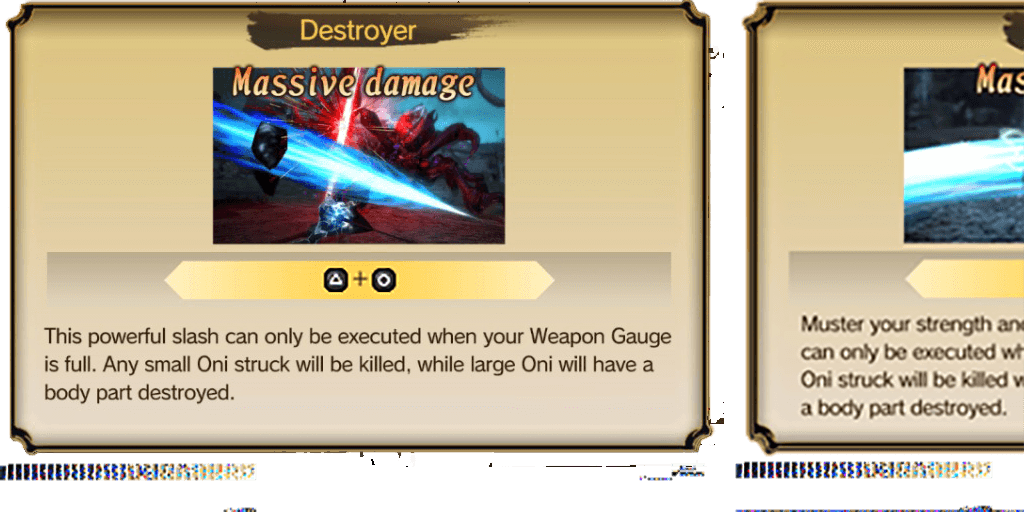 Destroyer
Massive damage
+
This powerful slash can only be executed when your Weapon Gauge
is full. Any small Oni struck will be killed, while large Oni will have a
body part destroyed.
Mas
Muster your strength and
can only be executed wh
Oni struck will be killed w
a body part destroyed.